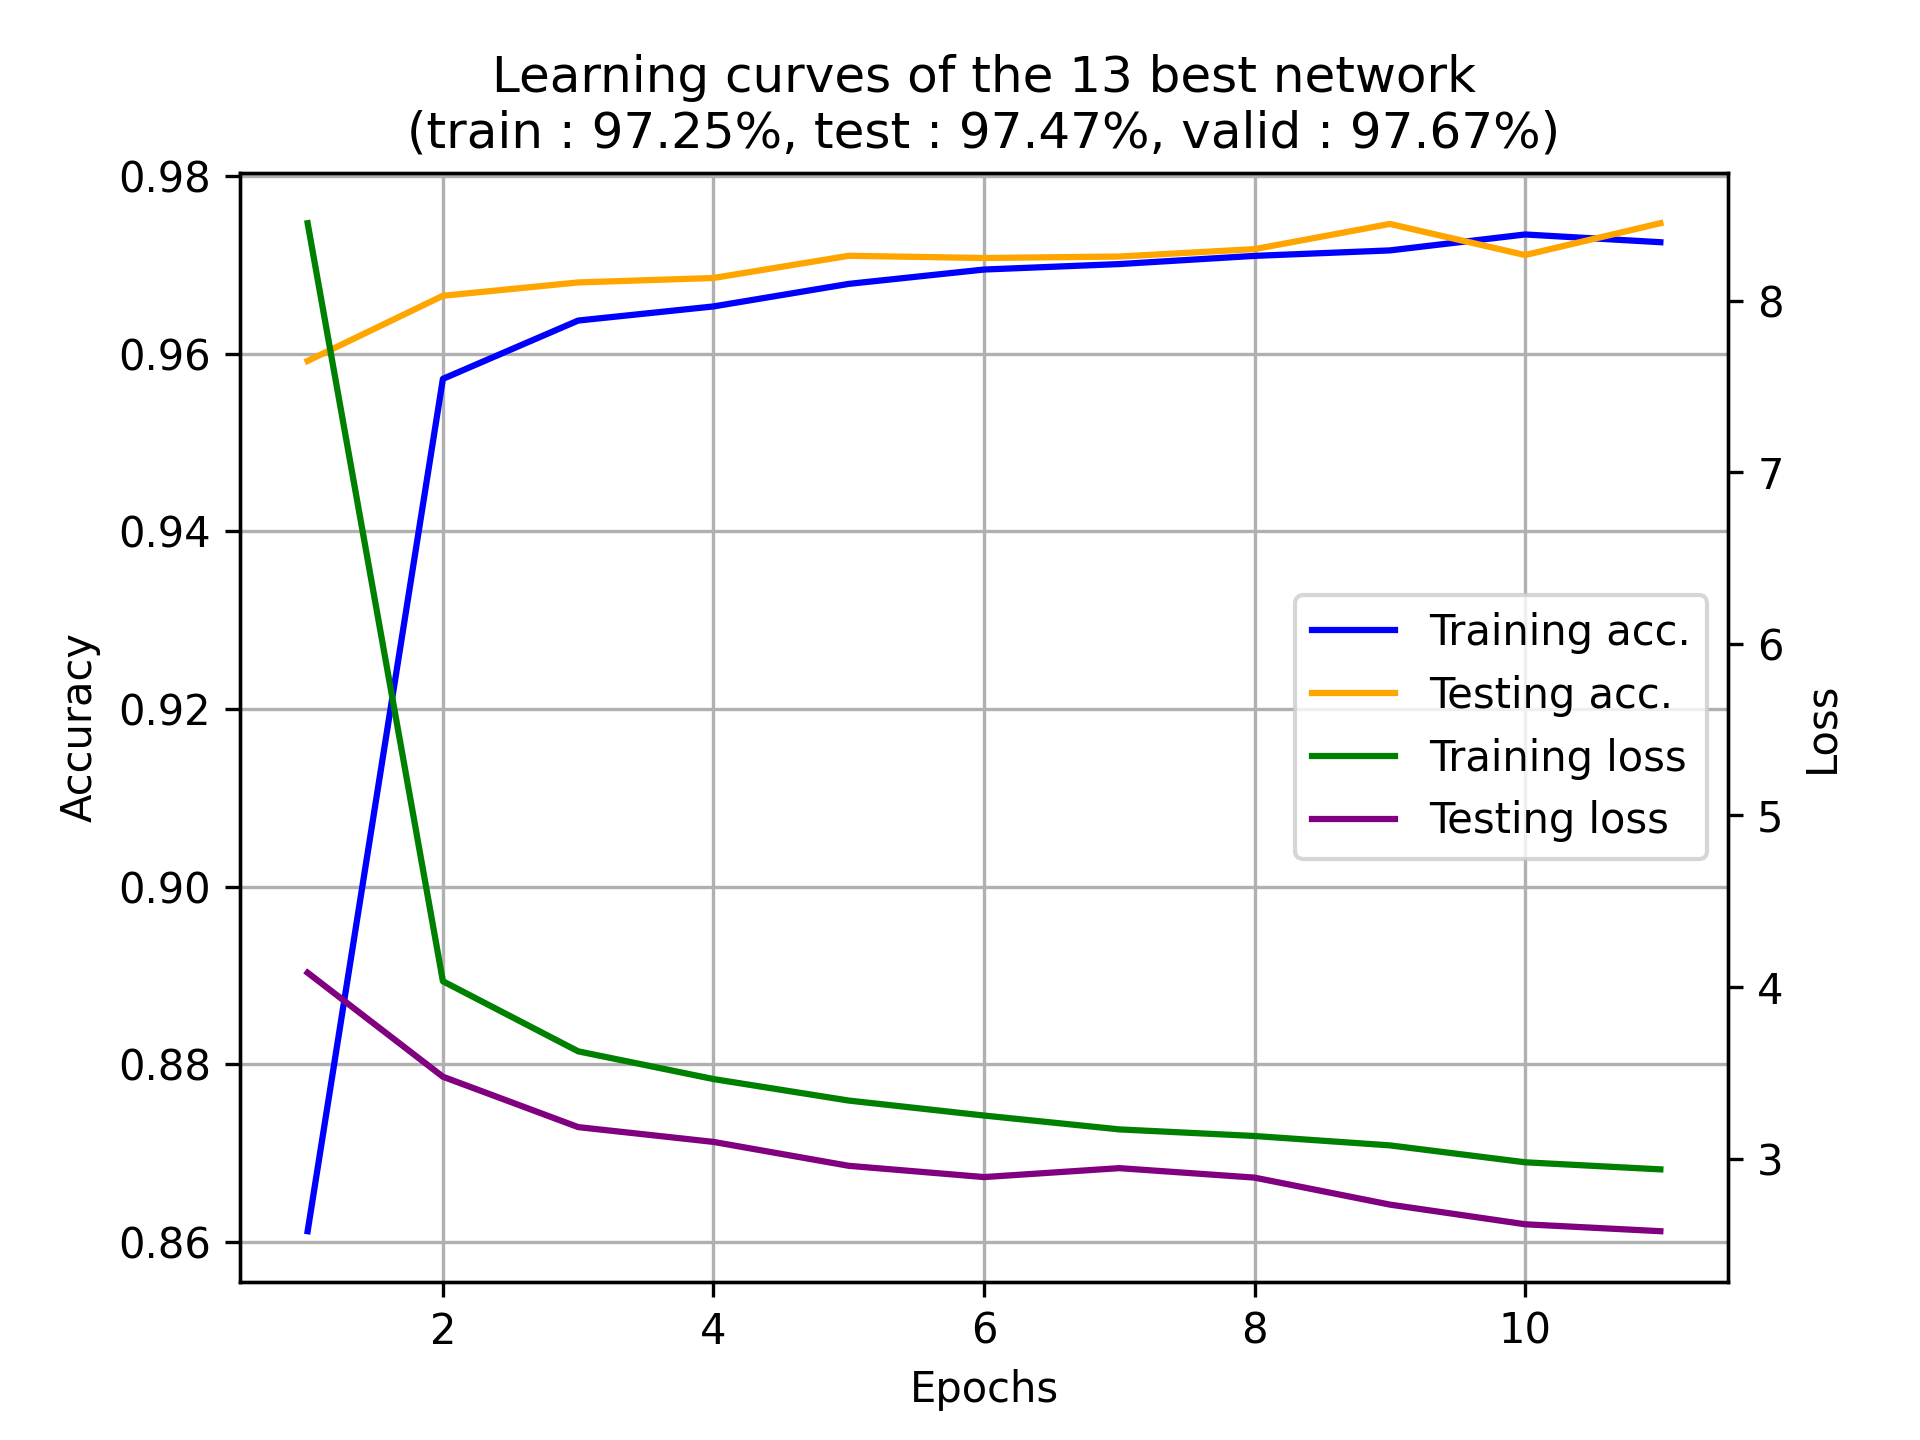 Learning curves of the 13 best network
(train : 97.25%, test : 97.47%, valid : 97.67%)
0.98
0.96
0.94
0.92
0.90
0.88
0.86
Accuracy
8
7
6
5
4
3
Loss
Training acc.
Testing acc.
Training loss
Testing loss
2
4
6
8
10
Epochs